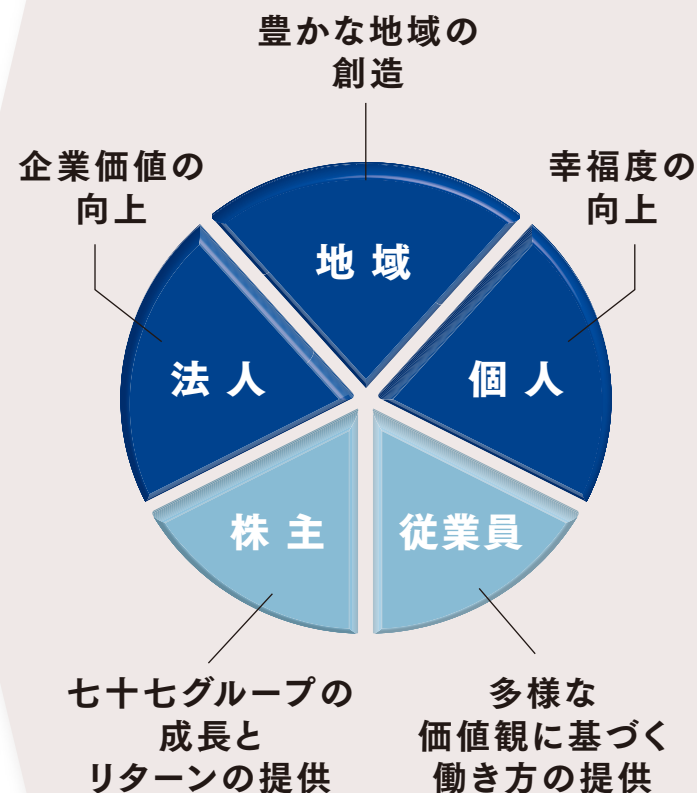 豊かな地域の
創造
企業価値の
向上
幸福度の
向上
地域
法人
個人
株主
従業員
七十七グループの
成長と
リターンの提供
多様な
価値観に基づく
働き方の提供